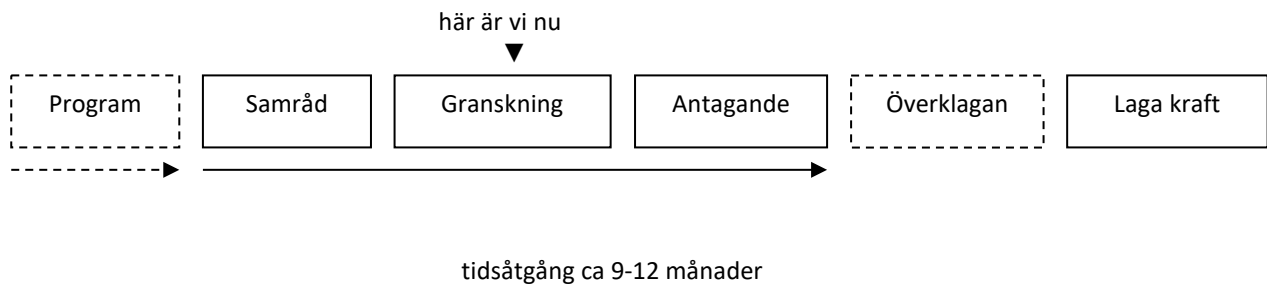 här är vi nu
Program Samråd Granskning Antagande Överklagan Laga kraft
tidsåtgång ca 9-12 månader